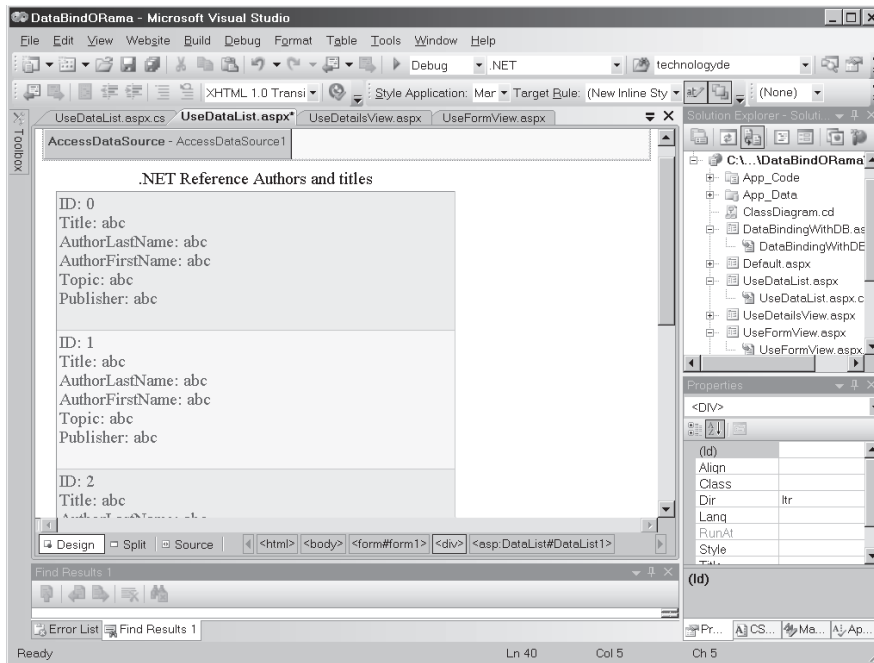 DataBindORama - Microsoft Visual Studio
File Edit View Website Build Debug Format Table Tools Window Help
Debug .NET technologyde
XHTML 1.0 Transi Style Application: Mar Target Rule: (New Inline Sty (None)
UseDataList.aspx.cs UseDataList.aspx* UseDetailsView.aspx UseFormView.aspx
Toolbox
AccessDataSource - AccessDataSource1
.NET Reference Authors and titles
ID: 0
Title: abc
AuthorLastName: abc
AuthorFirstName: abc
Topic: abc
Publisher: abc
ID: 1
Title: abc
AuthorLastName: abc
AuthorFirstName: abc
Topic: abc
Publisher: abc
ID: 2
Title: abc
Design Split Source <html> <body> <form#form1> <div> <asp:DataList#DataList1>
Find Results 1
Error List Find Results 1
Solution Explorer - Soluti...
C:\...\DataBindORama
App_Code
App_Data
ClassDiagram.cd
DataBindingWithDB.as
DataBindingWithDE
Default.aspx
UseDataList.aspx
UseDataList.aspx.c
UseDetailsView.aspx
UseFormView.aspx
UseFormView.aspx
Properties
<DIV>
(Id)
Align
Class
Dir ltr
Lang
RunAt
Style
(Id)
Pr... CS... Ma... Ap...
Ready Ln 40 Col 5 Ch 5